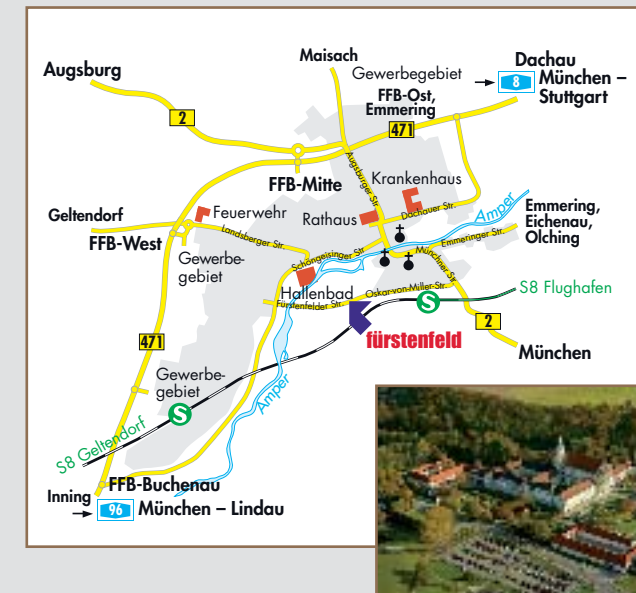 Maisach
Augsburg
Gewerbegebiet
Dachau
8
München –
Stuttgart
FFB-Ost,
Emmering
2
471
Augsburger Str.
FFB-Mitte
Krankenhaus
Geltendorf
Feuerwehr
Rathaus
Dachauer Str.
Amper
Emmering,
Eichenau,
Olching
FFB-West
Landsberger Str.
Emmeringer Str.
Gewerbe-
gebiet
Schöngeisinger Str.
Münchner Str.
Hallenbad
Oskar-von-Miller-Str.
S8 Flughafen
Fürstenfelder Str.
S
2
471
fürstenfeld
München
Gewerbe-
gebiet
Amper
S
S8 Geltendorf
FFB-Buchenau
Inning
96
München – Lindau